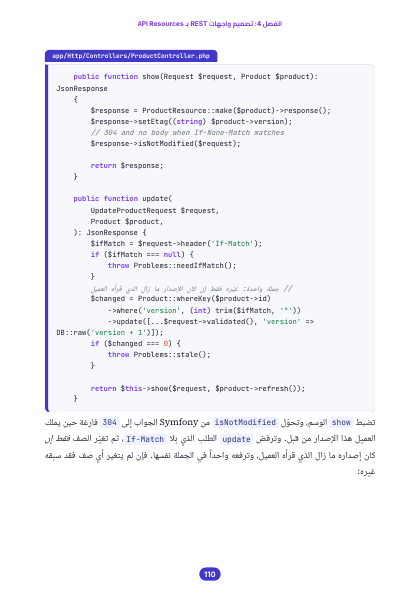 الفصل 4: تصميم واجهات REST بـ API Resources
app/Http/Controllers/ProductController.php
public function show(Request $request, Product $product):
JsonResponse
{
$response = ProductResource::make($product)->response();
$response->setEtag((string) $product->version);
// 304 and no body when If-None-Match matches
$response->isNotModified($request);
return $response;
}
public function update(
UpdateProductRequest $request,
Product $product,
): JsonResponse {
$ifMatch = $request->header('If-Match');
if ($ifMatch === null) {
throw Problems::needIfMatch();
}
// جملة واحدة: غيّره فقط إن كان الإصدار ما زال الذي قرأه العميل
$changed = Product::whereKey($product->id)
->where('version', (int) trim($ifMatch, '"'))
->update([...$request->validated(), 'version' =>
DB::raw('version + 1')]);
if ($changed === 0) {
throw Problems::stale();
}
return $this->show($request, $product->refresh());
}
تضبط show الوسم، وتحوّل isNotModified من Symfony الجواب إلى 304 فارغة حين يملك
العميل هذا الإصدار من قبل. وترفض update الطلب الذي بلا If-Match، ثم تغيّر الصف فقط إن
كان إصداره ما زال الذي قرأه العميل، وترفعه واحداً في الجملة نفسها. فإن لم يتغير أي صف فقد سبقه
غيره:
110